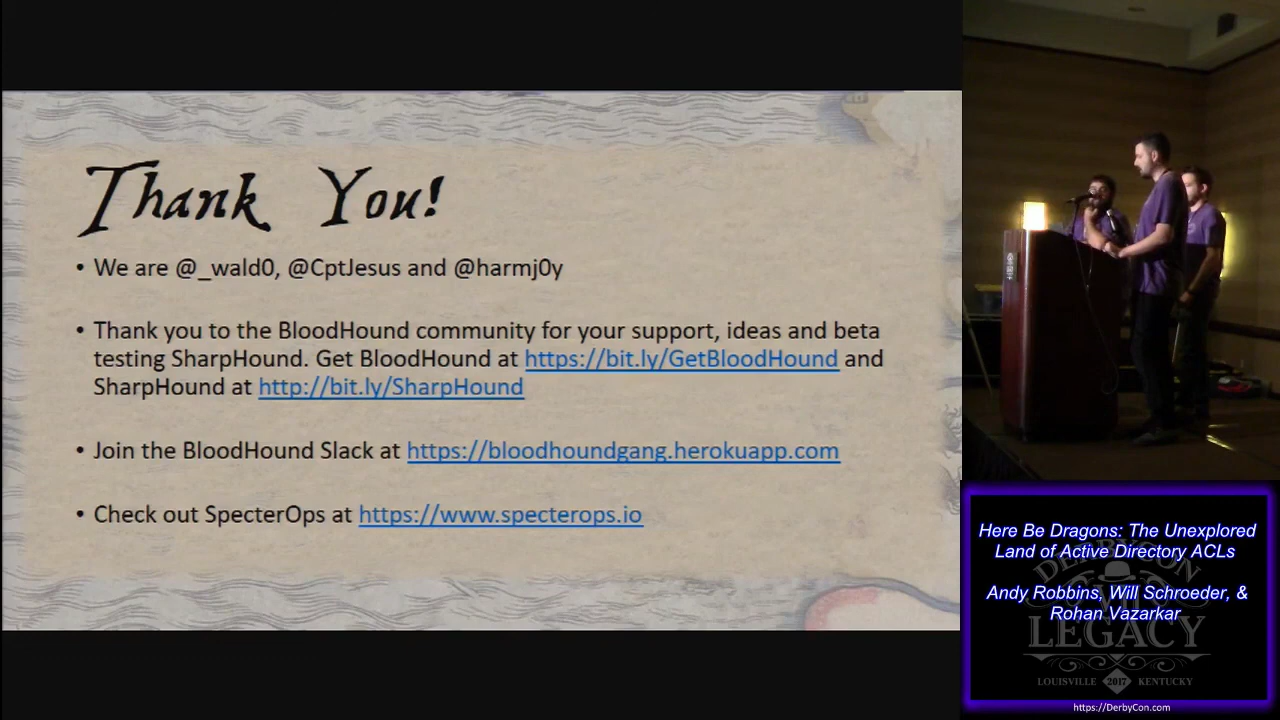 Thank You!
• We are @_wald0, @CptJesus and @harmj0y
• Thank you to the BloodHound community for your support, ideas and beta
testing SharpHound. Get BloodHound at https://bit.ly/GetBloodHound and
SharpHound at http://bit.ly/SharpHound
• Join the BloodHound Slack at https://bloodhoundgang.herokuapp.com
• Check out SpecterOps at https://www.specterops.io
Here Be Dragons: The Unexplored
Land of Active Directory ACLs
Andy Robbins, Will Schroeder, &
Rohan Vazarkar
DERBYCON
LEGACY
LOUISVILLE 2017 KENTUCKY
https://DerbyCon.com